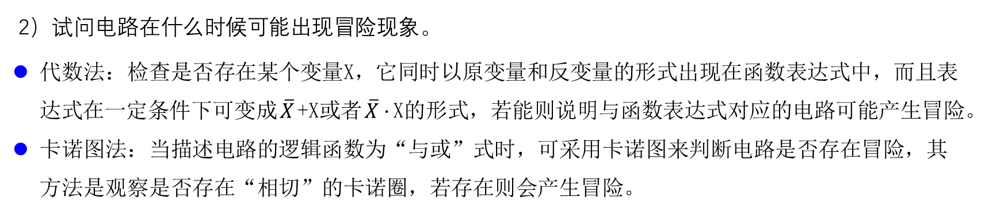 2）试问电路在什么时候可能出现冒险现象。
● 代数法：检查是否存在某个变量X，它同时以原变量和反变量的形式出现在函数表达式中，而且表
达式在一定条件下可变成X̅+X或者X̅·X的形式，若能则说明与函数表达式对应的电路可能产生冒险。
● 卡诺图法：当描述电路的逻辑函数为“与或”式时，可采用卡诺图来判断电路是否存在冒险，其
方法是观察是否存在“相切”的卡诺圈，若存在则会产生冒险。